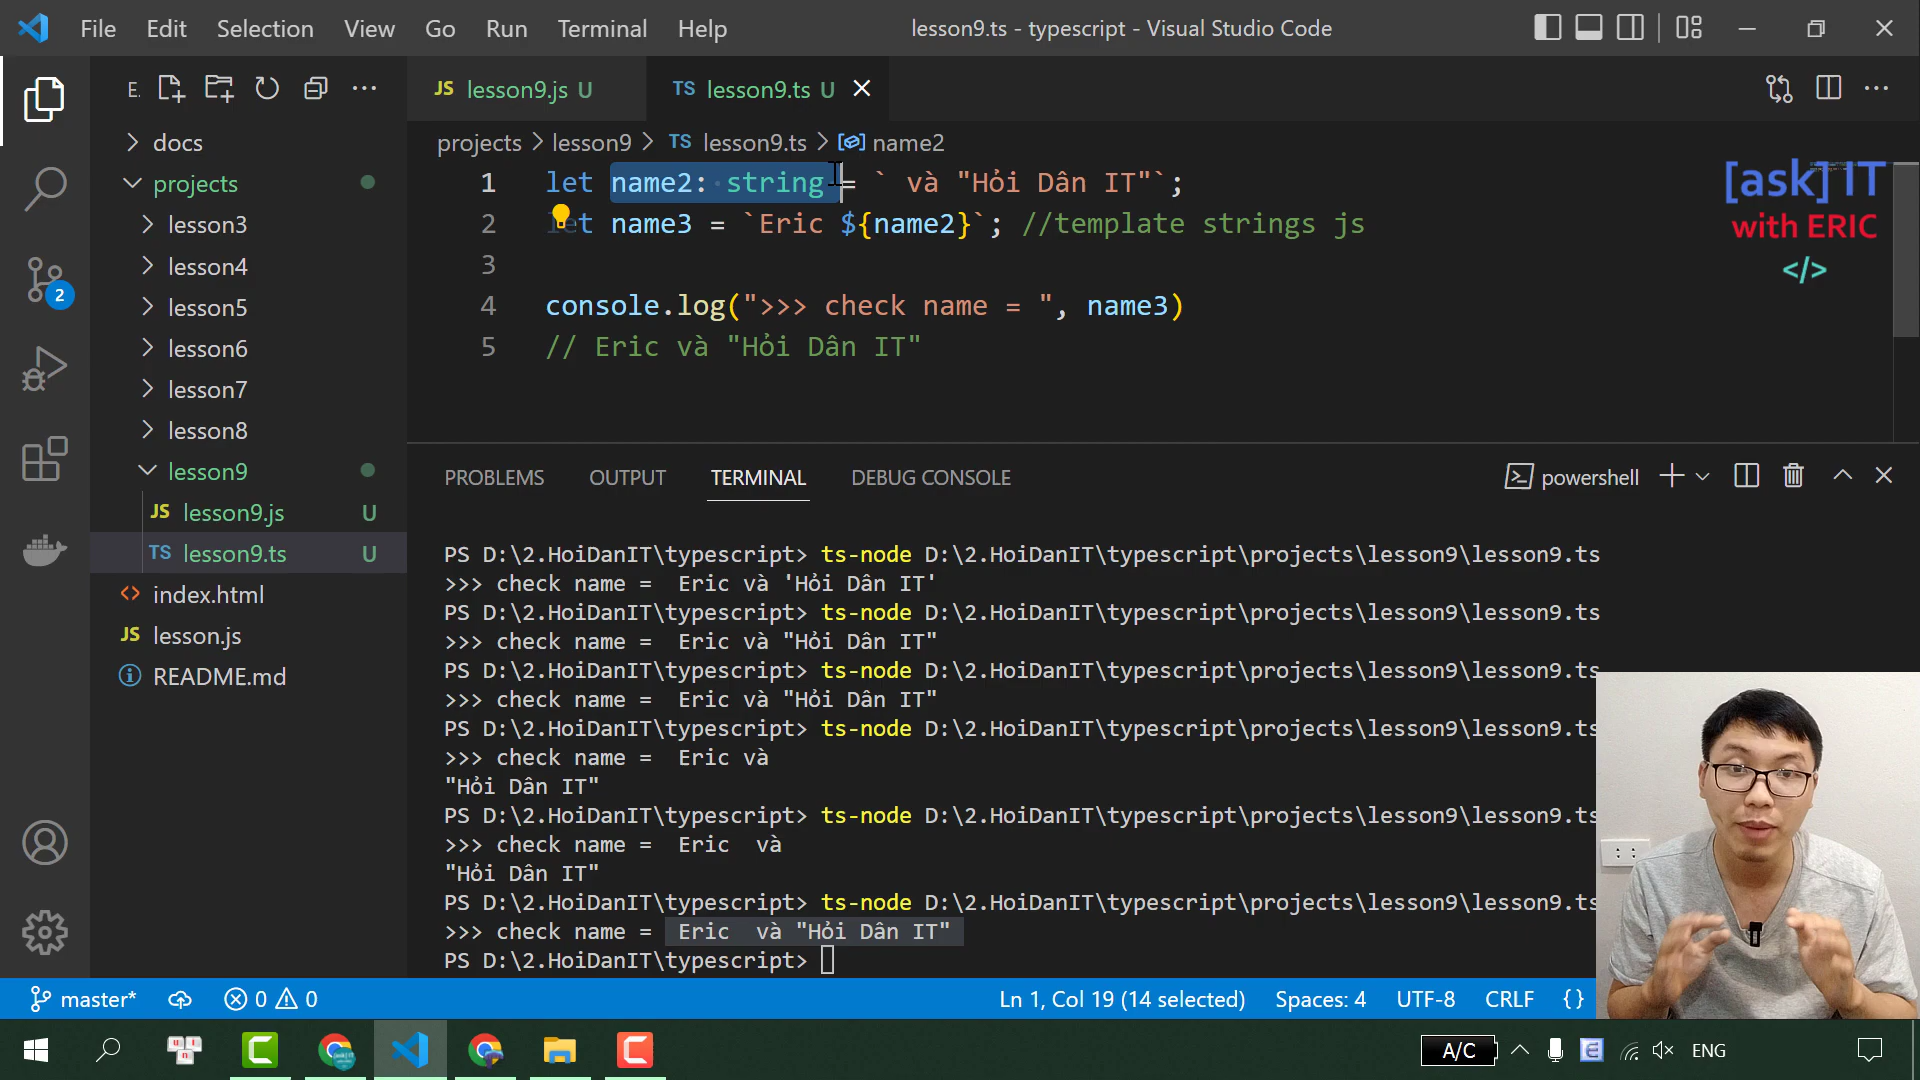 File Edit Selection View Go Run Terminal Help
lesson9.ts - typescript - Visual Studio Code
E.
JS lesson9.js U
TS lesson9.ts U
docs
projects
lesson3
lesson4
lesson5
lesson6
lesson7
lesson8
lesson9
JS lesson9.js U
TS lesson9.ts U
index.html
JS lesson.js
README.md
2
projects > lesson9 > TS lesson9.ts > name2
1 let name2: string = ` và "Hỏi Dân IT"`;
2 let name3 = `Eric ${name2}`; //template strings js
3
4 console.log(">>> check name = ", name3)
5 // Eric và "Hỏi Dân IT"
[ask] IT
with ERIC
</>
PROBLEMS OUTPUT TERMINAL DEBUG CONSOLE
powershell
PS D:\2.HoiDanIT\typescript> ts-node D:\2.HoiDanIT\typescript\projects\lesson9\lesson9.ts
>>> check name =  Eric và 'Hỏi Dân IT'
PS D:\2.HoiDanIT\typescript> ts-node D:\2.HoiDanIT\typescript\projects\lesson9\lesson9.ts
>>> check name =  Eric và "Hỏi Dân IT"
PS D:\2.HoiDanIT\typescript> ts-node D:\2.HoiDanIT\typescript\projects\lesson9\lesson9.ts
>>> check name =  Eric và "Hỏi Dân IT"
PS D:\2.HoiDanIT\typescript> ts-node D:\2.HoiDanIT\typescript\projects\lesson9\lesson9.ts
>>> check name =  Eric và
"Hỏi Dân IT"
PS D:\2.HoiDanIT\typescript> ts-node D:\2.HoiDanIT\typescript\projects\lesson9\lesson9.ts
>>> check name =  Eric  và
"Hỏi Dân IT"
PS D:\2.HoiDanIT\typescript> ts-node D:\2.HoiDanIT\typescript\projects\lesson9\lesson9.ts
>>> check name =  Eric  và "Hỏi Dân IT"
PS D:\2.HoiDanIT\typescript>
master* 0 0 Ln 1, Col 19 (14 selected) Spaces: 4 UTF-8 CRLF {}
A/C ENG